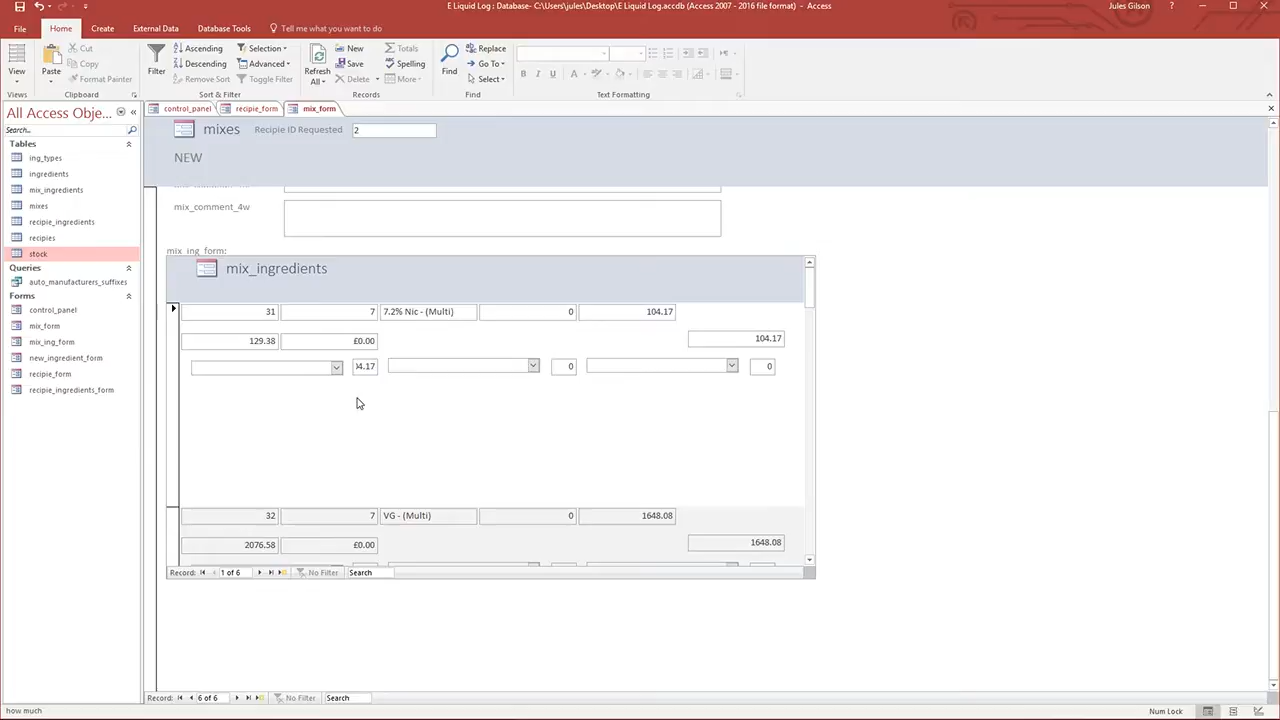 E Liquid Log : Database- C:\Users\jules\Desktop\E Liquid Log.accdb (Access 2007 - 2016 file format) - Access
Jules Gilson
?
File
Home
Create
External Data
Database Tools
Tell me what you want to do
View
Views
Paste
Cut
Copy
Format Painter
Clipboard
Filter
Ascending
Descending
Remove Sort
Selection
Advanced
Toggle Filter
Sort & Filter
Refresh
All
New
Save
Delete
Totals
Spelling
More
Records
Find
Replace
Go To
Select
Find
B I U A
Text Formatting
All Access Obje...
Search...
Tables
ing_types
ingredients
mix_ingredients
mixes
recipie_ingredients
recipies
stock
Queries
auto_manufacturers_suffixes
Forms
control_panel
mix_form
mix_ing_form
new_ingredient_form
recipie_form
recipie_ingredients_form
control_panel
recipie_form
mix_form
mixes
Recipie ID Requested
2
NEW
mix_comment_4w
mix_ing_form:
mix_ingredients
31 7 7.2% Nic - (Multi) 0 104.17
104.17
129.38 £0.00
4.17 0 0
32 7 VG - (Multi) 0 1648.08
1648.08
2076.58 £0.00
Record: 1 of 6 No Filter Search
Record: 6 of 6 No Filter Search
how much
Num Lock